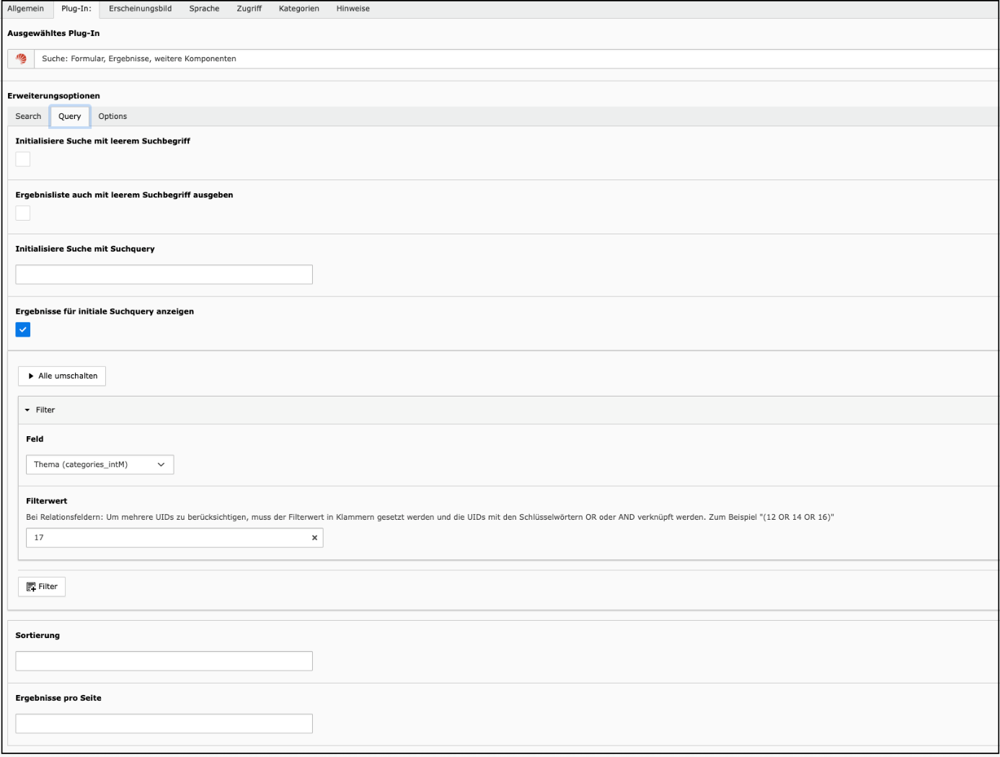 Allgemein Plug-In: Erscheinungsbild Sprache Zugriff Kategorien Hinweise
Ausgewähltes Plug-In
Suche: Formular, Ergebnisse, weitere Komponenten
Erweiterungsoptionen
Search Query Options
Initialisiere Suche mit leerem Suchbegriff
Ergebnisliste auch mit leerem Suchbegriff ausgeben
Initialisiere Suche mit Suchquery
Ergebnisse für initiale Suchquery anzeigen
Alle umschalten
Filter
Feld
Thema (categories_intM)
Filterwert
Bei Relationsfeldern: Um mehrere UIDs zu berücksichtigen, muss der Filterwert in Klammern gesetzt werden und die UIDs mit den Schlüsselwörtern OR oder AND verknüpft werden. Zum Beispiel "(12 OR 14 OR 16)"
17
Filter
Sortierung
Ergebnisse pro Seite